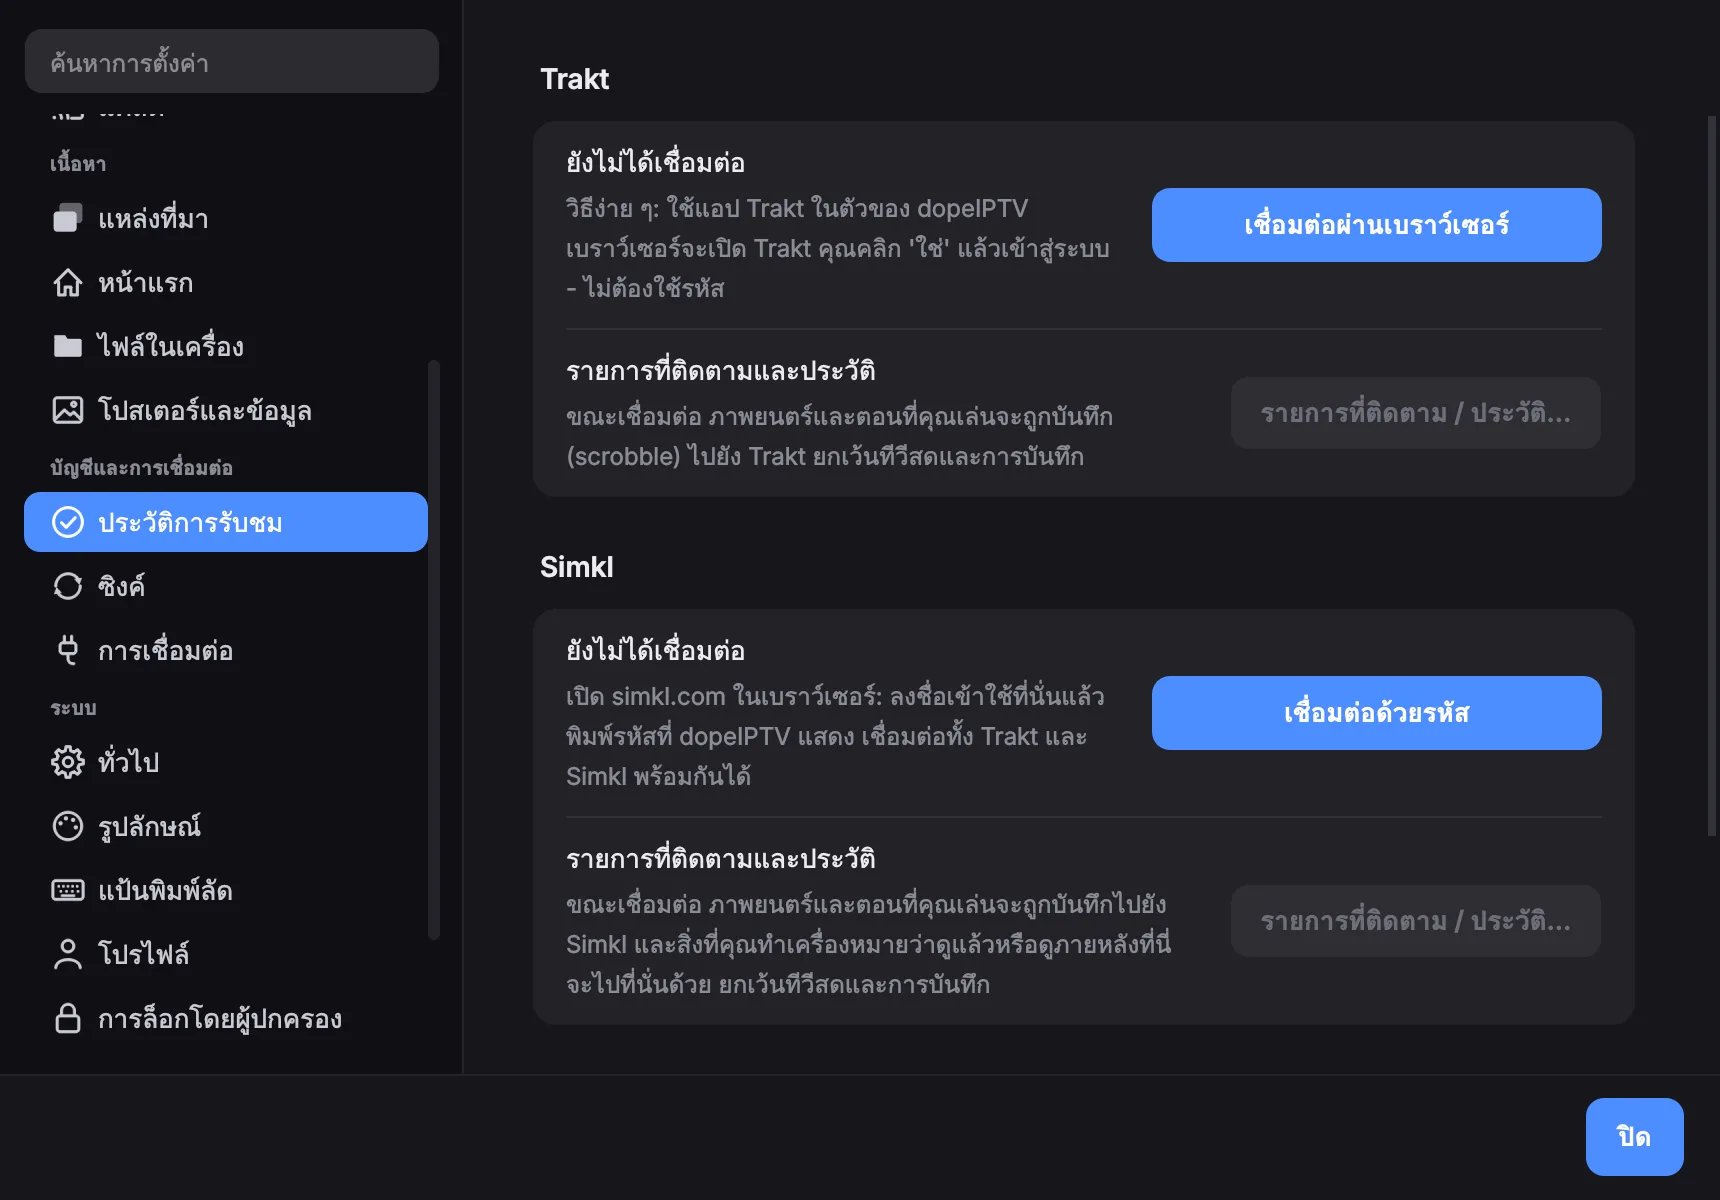 ค้นหาการตั้งค่า
เนื้อหา
แหล่งที่มา
หน้าแรก
ไฟล์ในเครื่อง
โปสเตอร์และข้อมูล
บัญชีและการเชื่อมต่อ
ประวัติการรับชม
ซิงค์
การเชื่อมต่อ
ระบบ
ทั่วไป
รูปลักษณ์
แป้นพิมพ์ลัด
โปรไฟล์
การล็อกโดยผู้ปกครอง
Trakt
ยังไม่ได้เชื่อมต่อ
วิธีง่าย ๆ: ใช้แอป Trakt ในตัวของ dopeIPTV
เบราว์เซอร์จะเปิด Trakt คุณคลิก 'ใช่' แล้วเข้าสู่ระบบ
- ไม่ต้องใช้รหัส
เชื่อมต่อผ่านเบราว์เซอร์
รายการที่ติดตามและประวัติ
ขณะเชื่อมต่อ ภาพยนตร์และตอนที่คุณเล่นจะถูกบันทึก
(scrobble) ไปยัง Trakt ยกเว้นทีวีสดและการบันทึก
รายการที่ติดตาม / ประวัติ...
Simkl
ยังไม่ได้เชื่อมต่อ
เปิด simkl.com ในเบราว์เซอร์: ลงชื่อเข้าใช้ที่นั่นแล้ว
พิมพ์รหัสที่ dopeIPTV แสดง เชื่อมต่อทั้ง Trakt และ
Simkl พร้อมกันได้
เชื่อมต่อด้วยรหัส
รายการที่ติดตามและประวัติ
ขณะเชื่อมต่อ ภาพยนตร์และตอนที่คุณเล่นจะถูกบันทึกไปยัง
Simkl และสิ่งที่คุณทำเครื่องหมายว่าดูแล้วหรือดูภายหลังที่นี่
จะไปที่นั่นด้วย ยกเว้นทีวีสดและการบันทึก
รายการที่ติดตาม / ประวัติ...
ปิด